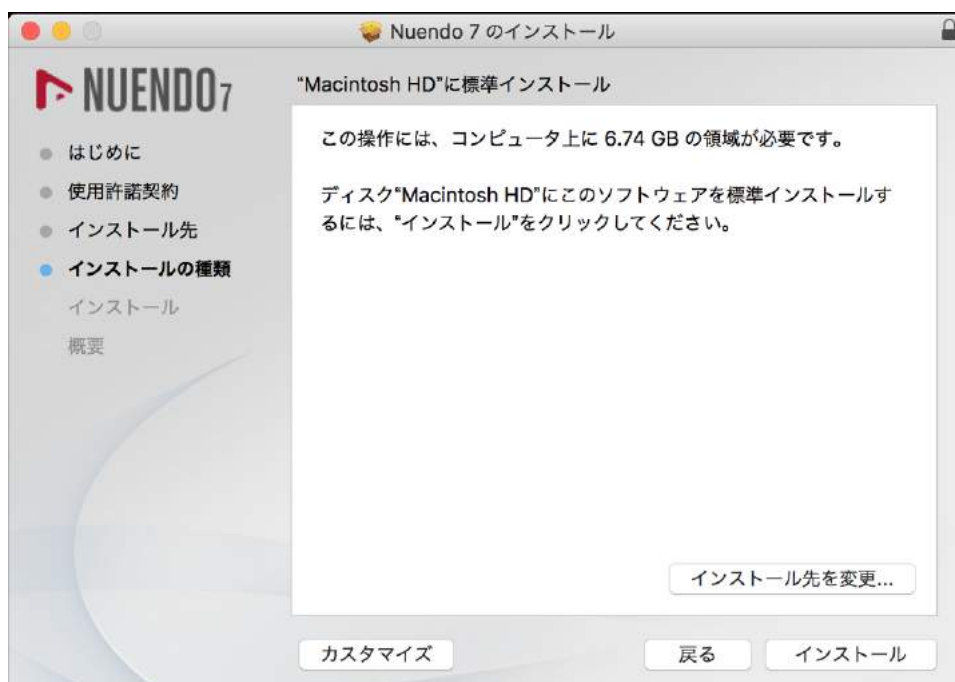 Nuendo 7 のインストール
NUENDO7
"Macintosh HD"に標準インストール
はじめに
使用許諾契約
インストール先
インストールの種類
インストール
概要
この操作には、コンピュータ上に 6.74 GB の領域が必要です。
ディスク"Macintosh HD"にこのソフトウェアを標準インストールす
るには、"インストール"をクリックしてください。
インストール先を変更...
カスタマイズ
戻る
インストール